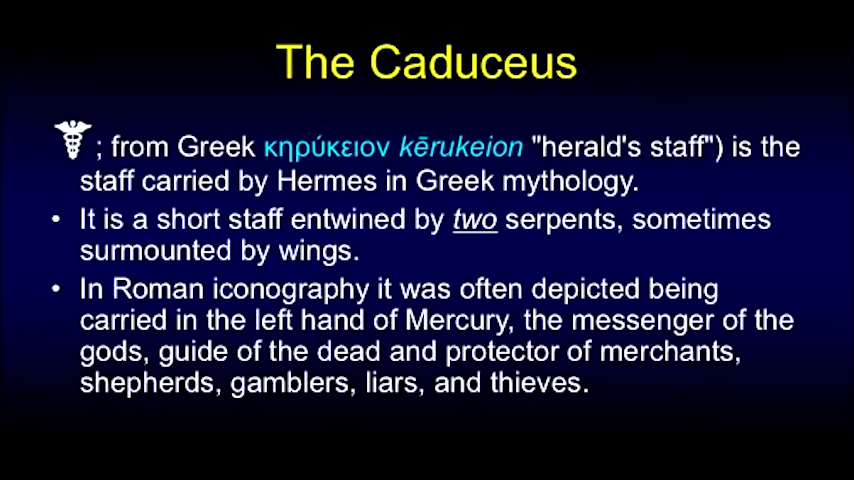 The Caduceus
☤ ; from Greek κηρύκειον kērukeion "herald's staff") is the
staff carried by Hermes in Greek mythology.
• It is a short staff entwined by two serpents, sometimes
surmounted by wings.
• In Roman iconography it was often depicted being
carried in the left hand of Mercury, the messenger of the
gods, guide of the dead and protector of merchants,
shepherds, gamblers, liars, and thieves.